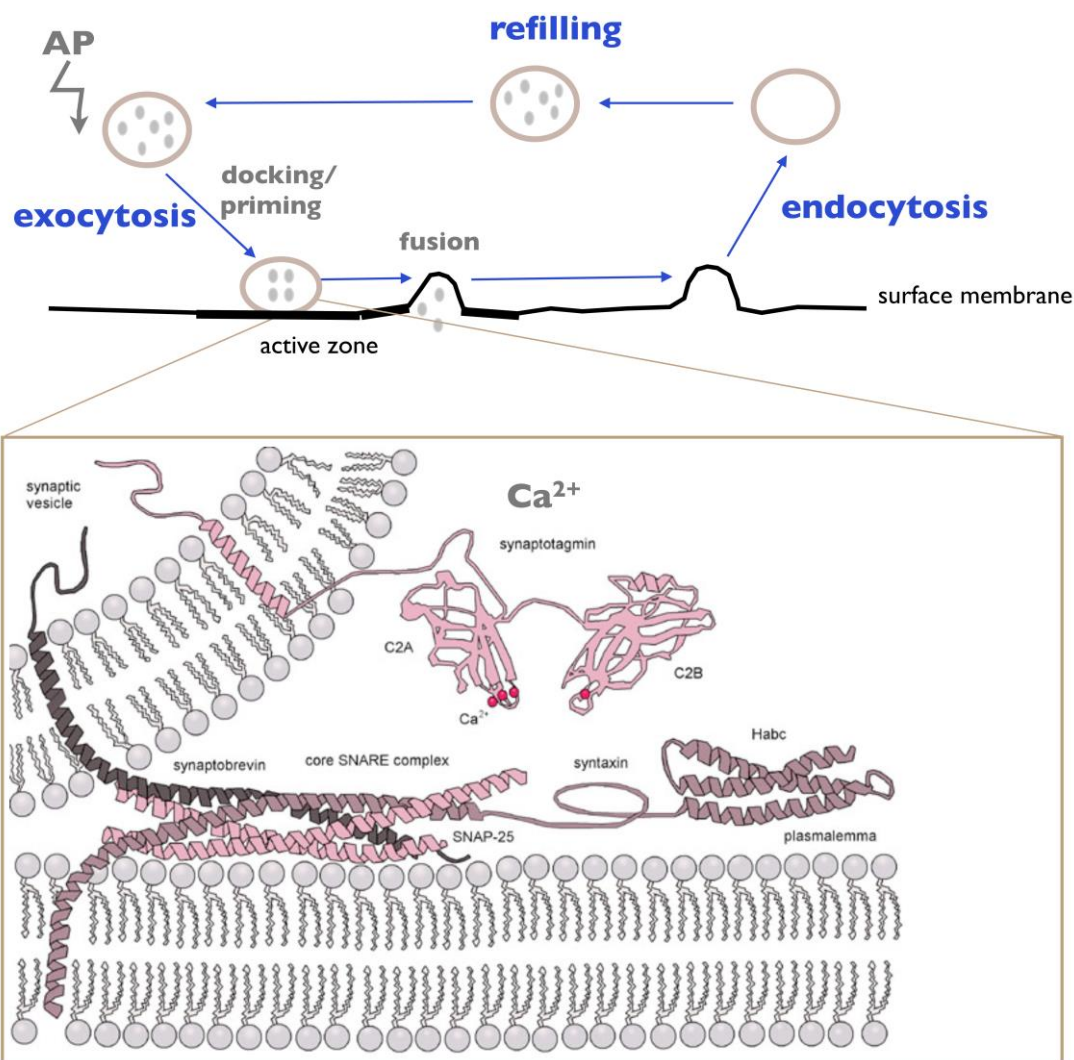 refilling
AP
docking/
priming
exocytosis
endocytosis
fusion
surface membrane
active zone
synaptic
vesicle
Ca2+
synaptotagmin
C2A
C2B
Ca2+
Habc
synaptobrevin
core SNARE complex
syntaxin
SNAP-25
plasmalemma